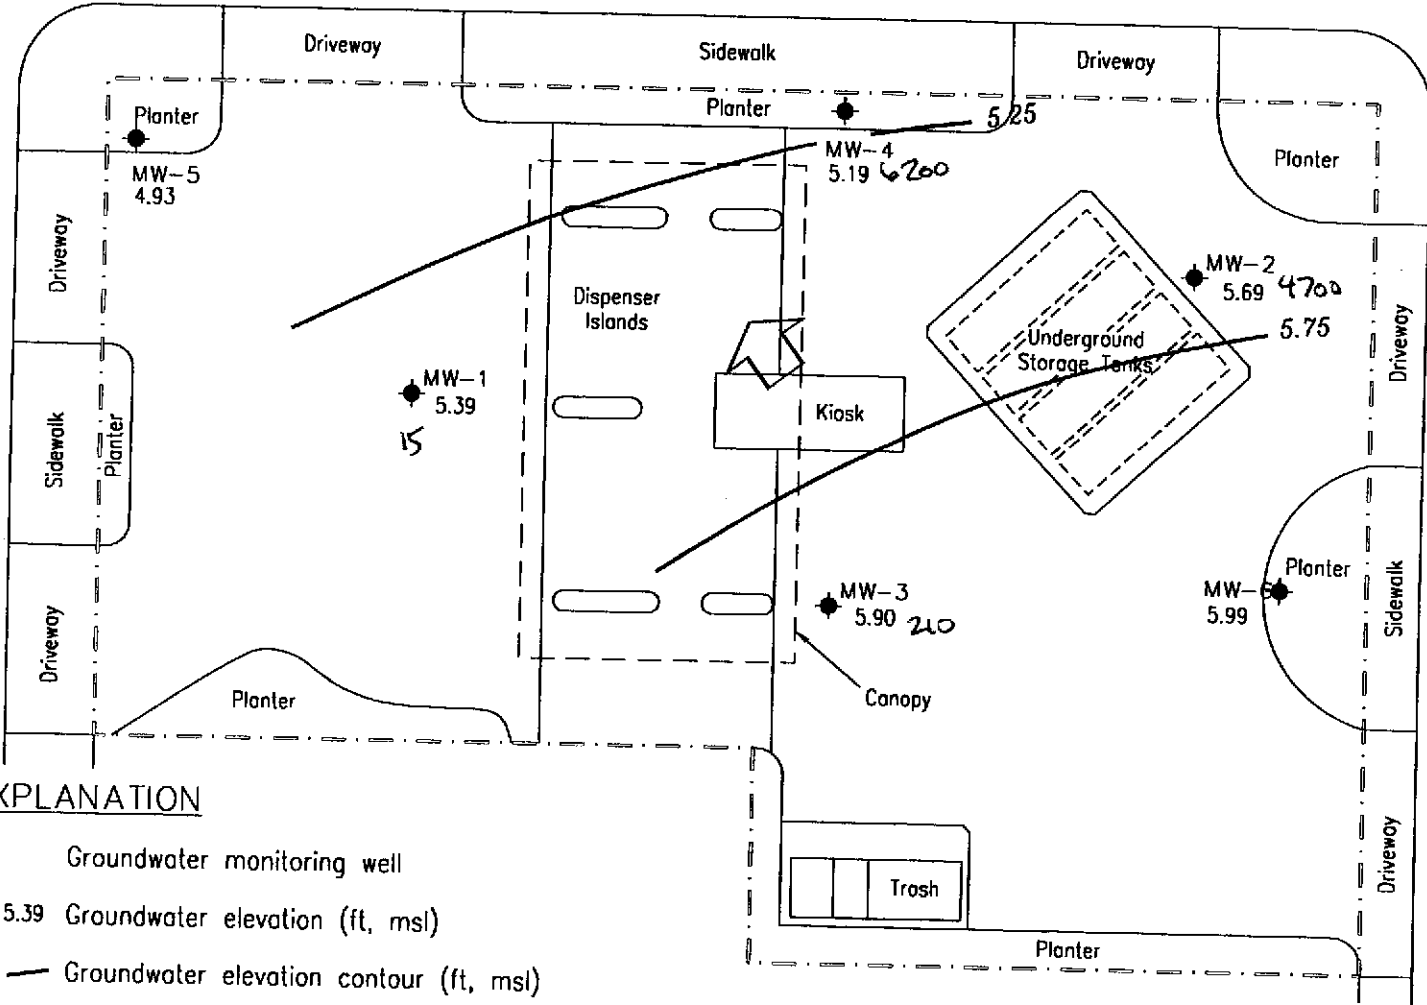 Driveway
Sidewalk
Driveway
Planter
Planter
5.25
MW-5
4.93
MW-4
5.19 6200
Planter
Driveway
MW-2
5.69 4700
Dispenser
Islands
5.75
Underground
Storage Tanks
Driveway
MW-1
5.39
15
Kiosk
Sidewalk
Planter
MW-3
5.90 210
Planter
MW-
5.99
Sidewalk
Driveway
Planter
Canopy
XPLANATION
Groundwater monitoring well
5.39 Groundwater elevation (ft, msl)
Groundwater elevation contour (ft, msl)
Trash
Driveway
Planter